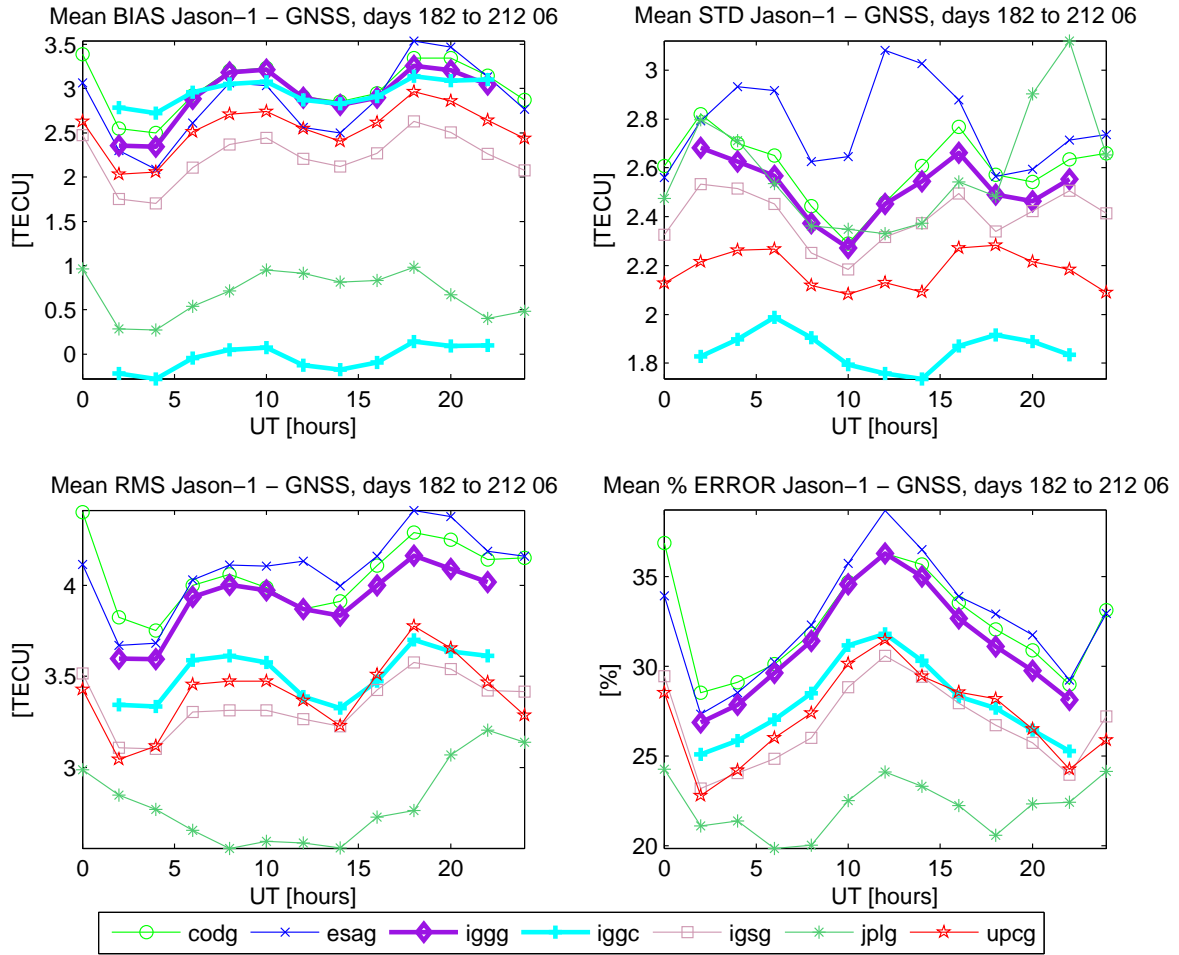 Mean BIAS Jason−1 − GNSS, days 182 to 212 06
[TECU]
3.5
3
2.5
2
1.5
1
0.5
0
0 5 10 15 20
UT [hours]
Mean STD Jason−1 − GNSS, days 182 to 212 06
[TECU]
3
2.8
2.6
2.4
2.2
2
1.8
0 5 10 15 20
UT [hours]
Mean RMS Jason−1 − GNSS, days 182 to 212 06
[TECU]
4
3.5
3
0 5 10 15 20
UT [hours]
Mean % ERROR Jason−1 − GNSS, days 182 to 212 06
[%]
35
30
25
20
0 5 10 15 20
UT [hours]
codg esag iggg iggc igsg jplg upcg